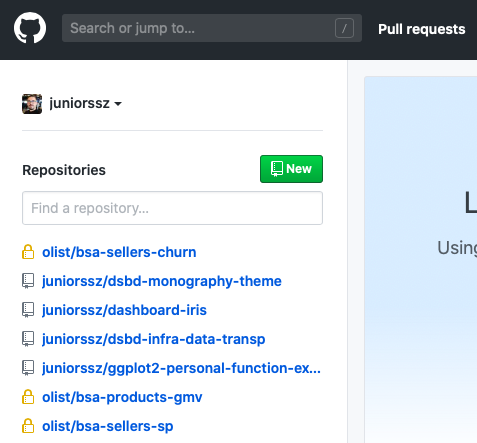 Search or jump to…
/
Pull requests
juniorssz
Repositories
New
Find a repository…
olist/bsa-sellers-churn
juniorssz/dsbd-monography-theme
juniorssz/dashboard-iris
juniorssz/dsbd-infra-data-transp
juniorssz/ggplot2-personal-function-ex...
olist/bsa-products-gmv
olist/bsa-sellers-sp
L
Using